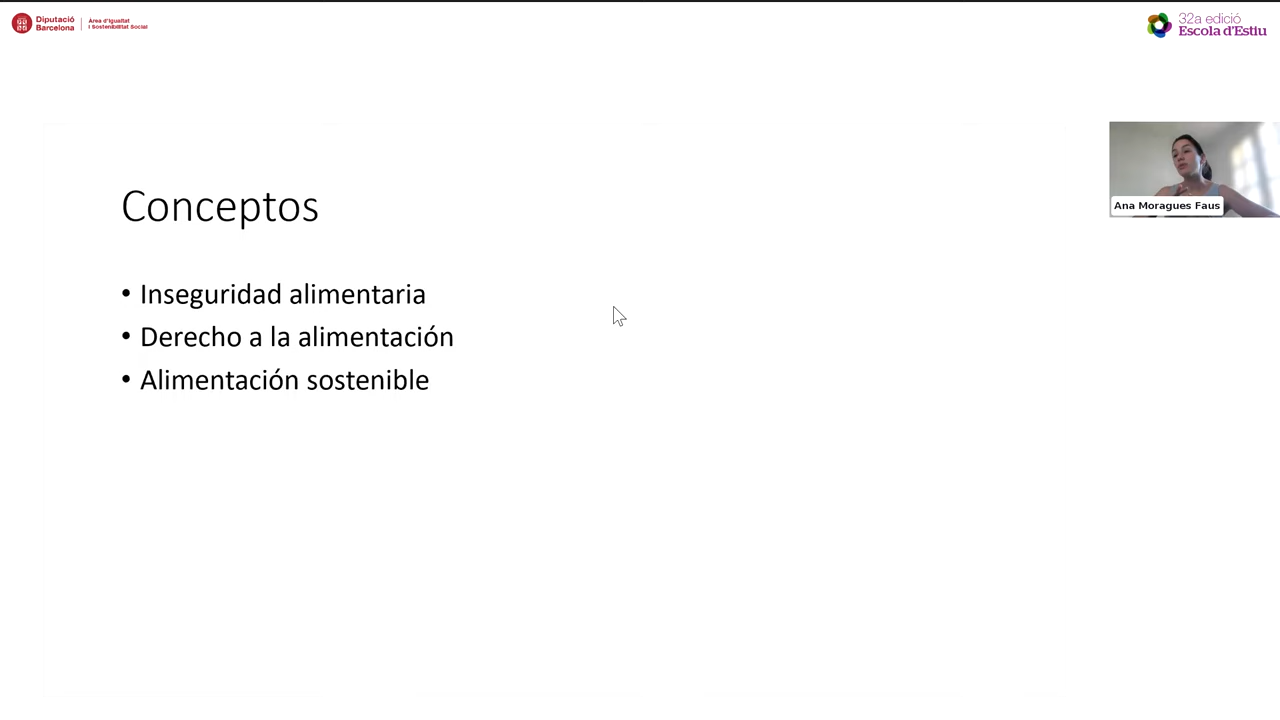 Diputació
Barcelona
Àrea d'Igualtat
i Sostenibilitat Social
32a edició
Escola d'Estiu
Ana Moragues Faus
Conceptos
• Inseguridad alimentaria
• Derecho a la alimentación
• Alimentación sostenible